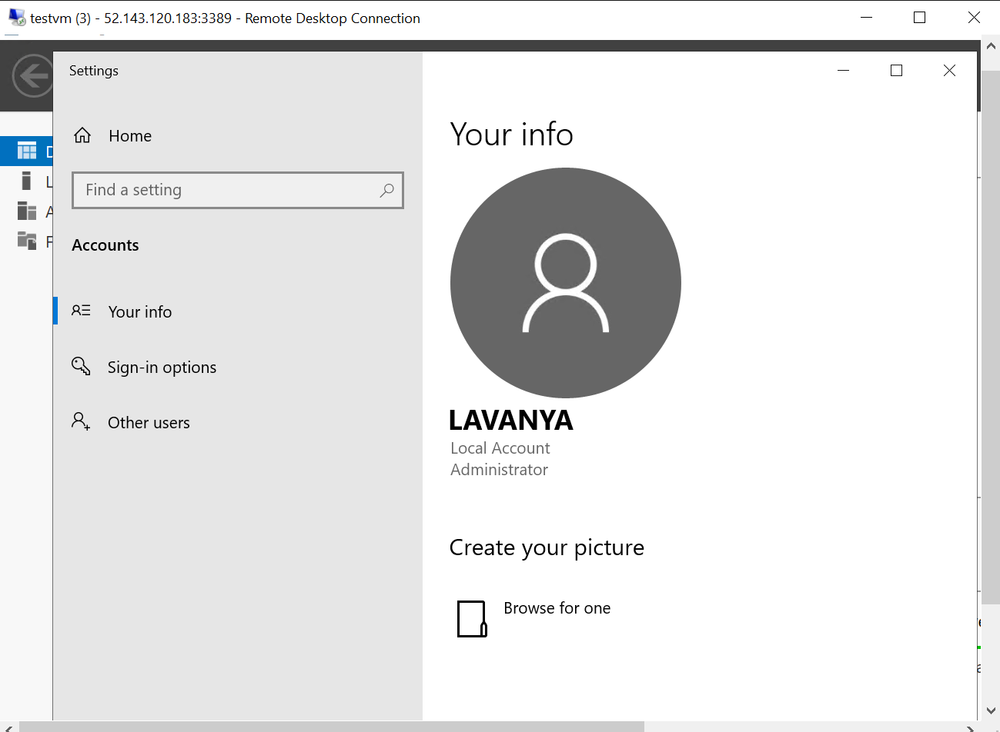 testvm (3) - 52.143.120.183:3389 - Remote Desktop Connection
Settings
Home
Find a setting
Accounts
Your info
Sign-in options
Other users
Your info
LAVANYA
Local Account
Administrator
Create your picture
Browse for one
D
L
A
F